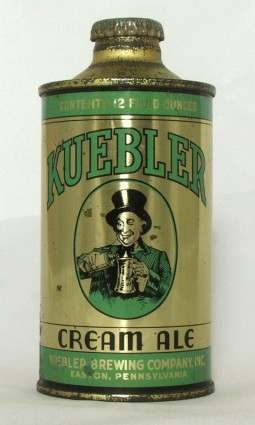 CONTENTS 12 FLUID OUNCES
KUEBLER
CREAM ALE
KUEBLER BREWING COMPANY, INC.
EASTON, PENNSYLVANIA